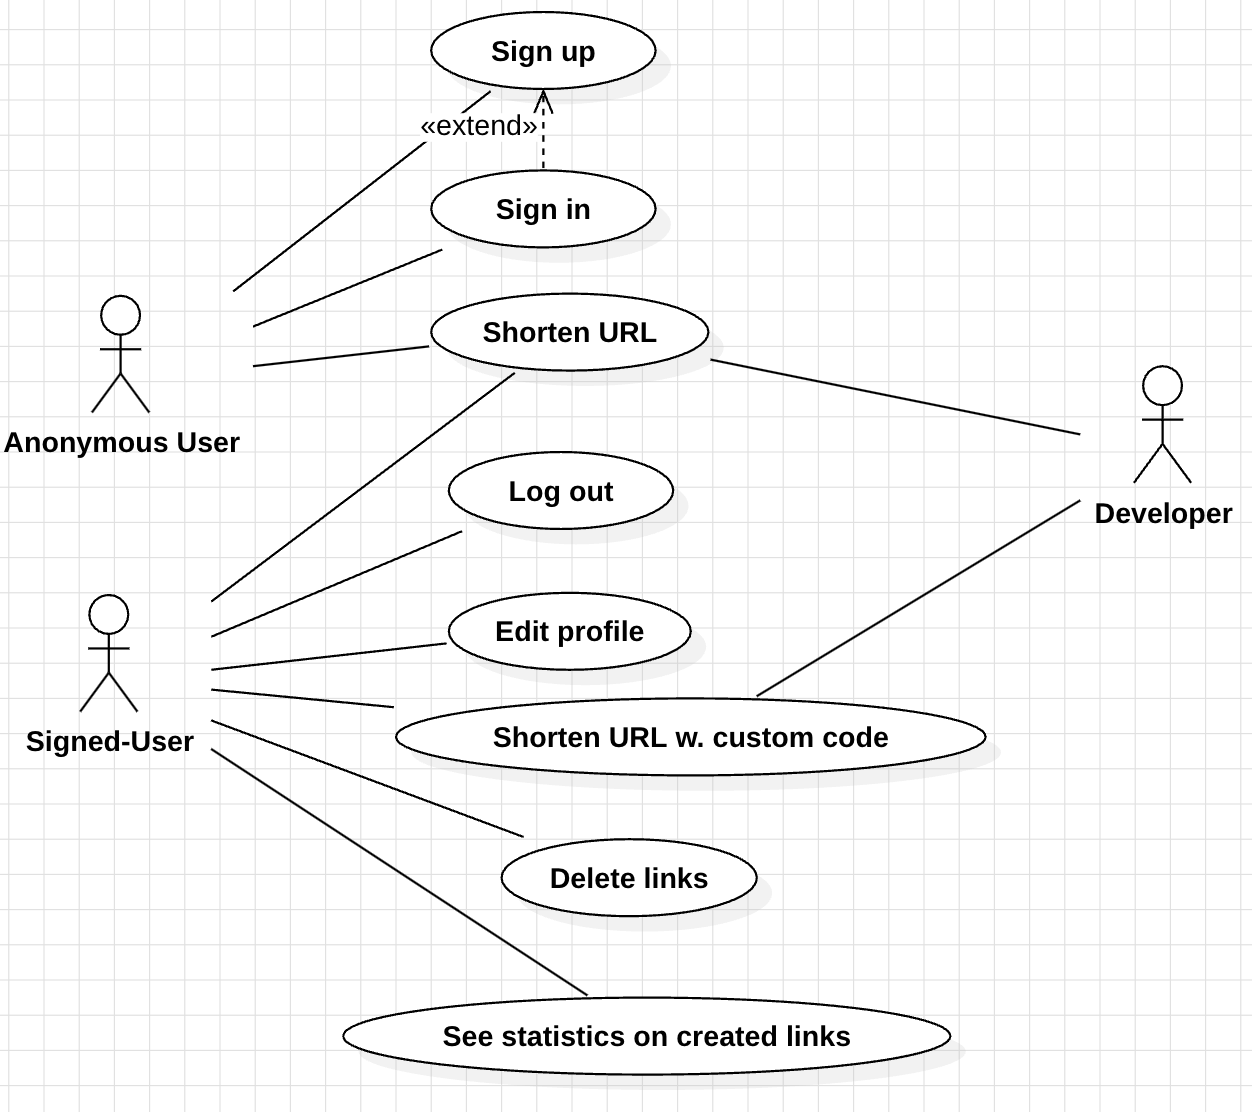 Sign up
«extend»
Sign in
Shorten URL
Anonymous User
Log out
Developer
Edit profile
Signed-User
Shorten URL w. custom code
Delete links
See statistics on created links